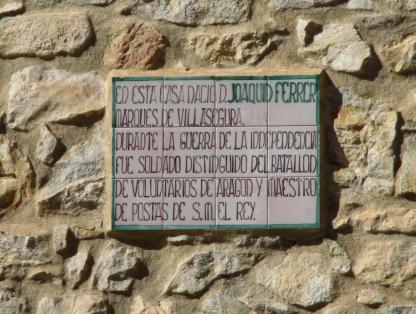 EN ESTA CASA NACIO D. JOAQUIN FERRER
MARQUES DE VILLASEGURA.
DURANTE LA GUERRA DE LA INDEPENDENCIA
FUE SOLDADO DISTINGUIDO DEL BATALLON
DE VOLUNTARIOS DE ARAGON Y MAESTRO
DE POSTAS DE S.M. EL REY.